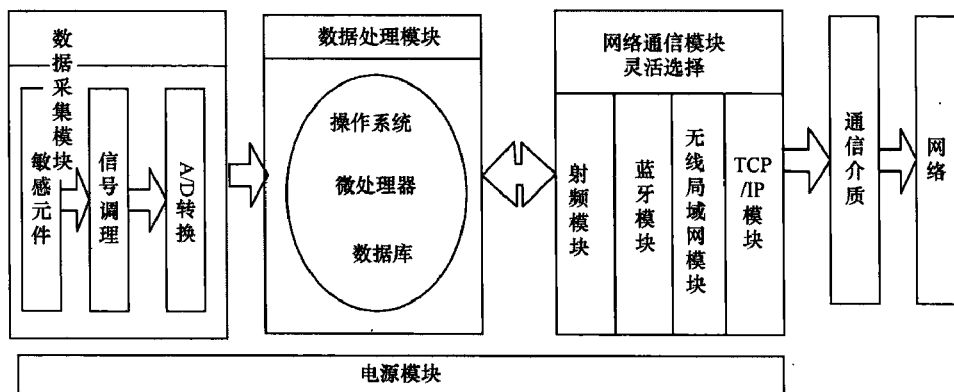 数据采集模块
敏感元件
信号调理
A/D转换
数据处理模块
操作系统
微处理器
数据库
网络通信模块
灵活选择
射频模块
蓝牙模块
无线局域网模块
TCP
/IP模块
通信介质
网络
电源模块